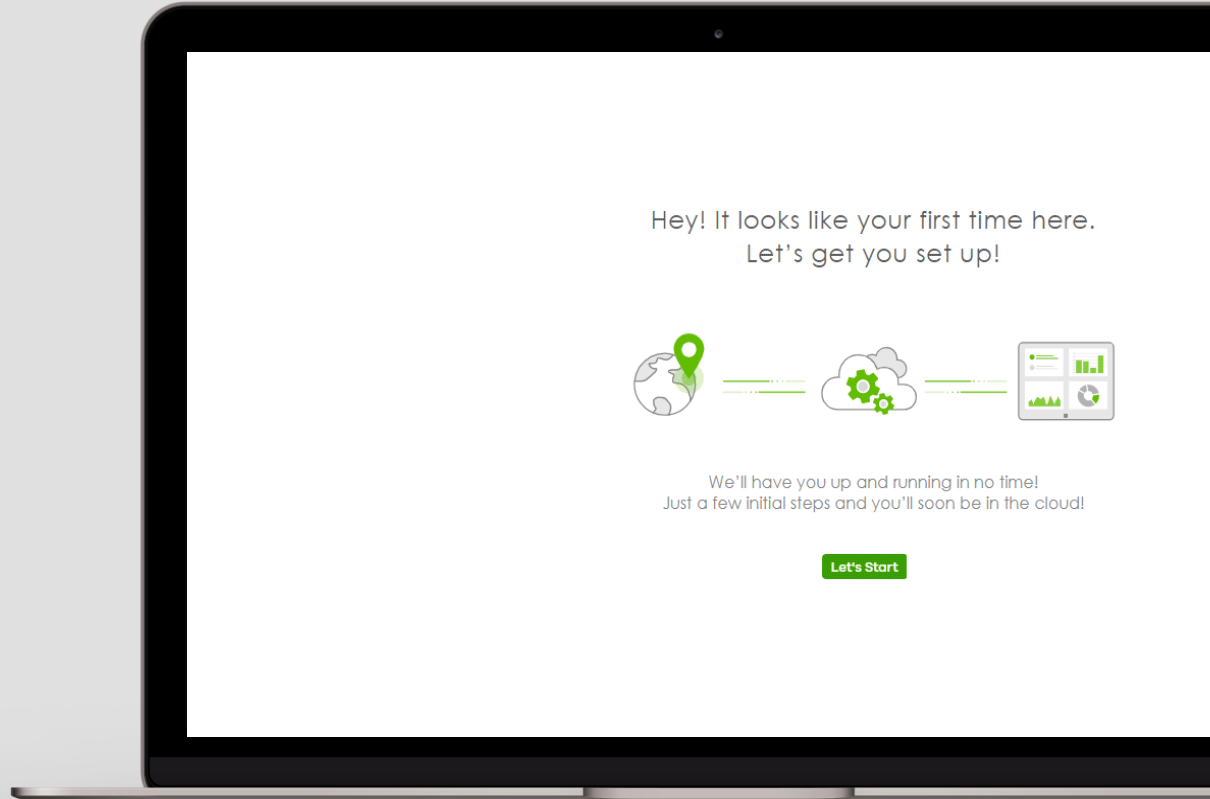 Hey! It looks like your first time here.
Let's get you set up!
We'll have you up and running in no time!
Just a few initial steps and you'll soon be in the cloud!
Let's Start